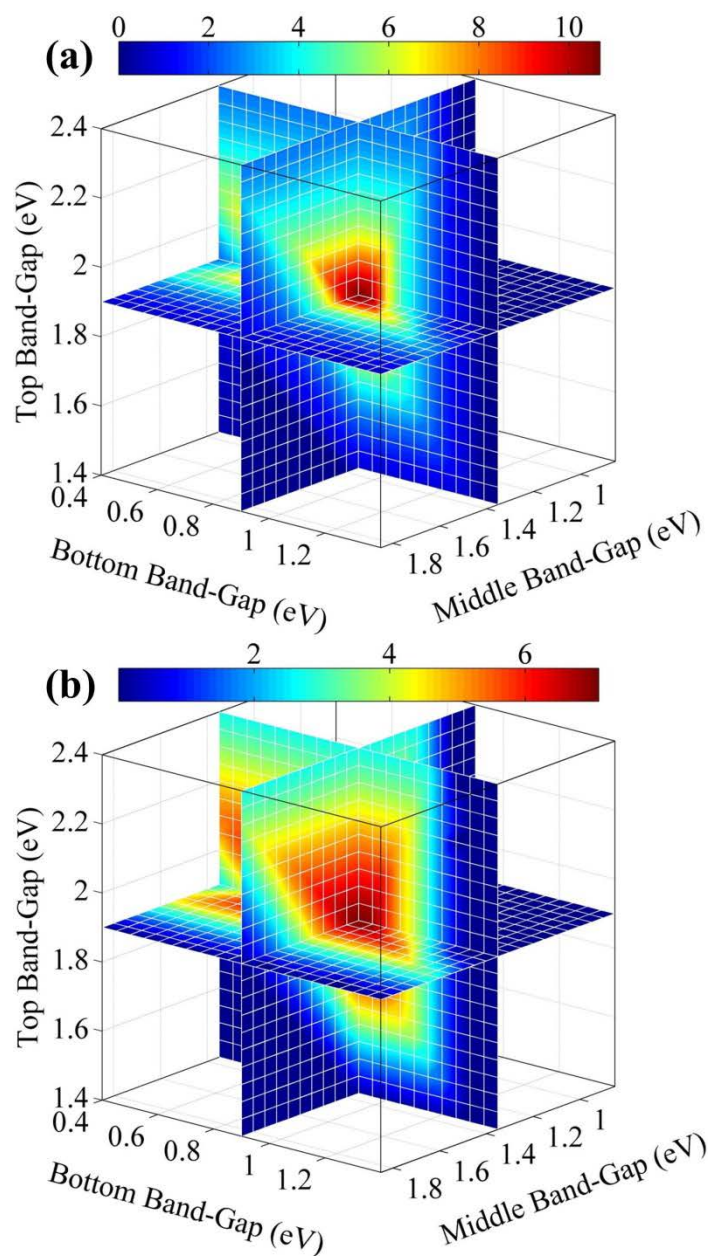 (a)
0 2 4 6 8 10
Top Band-Gap (eV)
2.4
2.2
2
1.8
1.6
1.4
0.4 0.6 0.8 1 1.2
Bottom Band-Gap (eV)
1.8 1.6 1.4 1.2 1
Middle Band-Gap (eV)
(b)
2 4 6
Top Band-Gap (eV)
2.4
2.2
2
1.8
1.6
1.4
0.4 0.6 0.8 1 1.2
Bottom Band-Gap (eV)
1.8 1.6 1.4 1.2 1
Middle Band-Gap (eV)